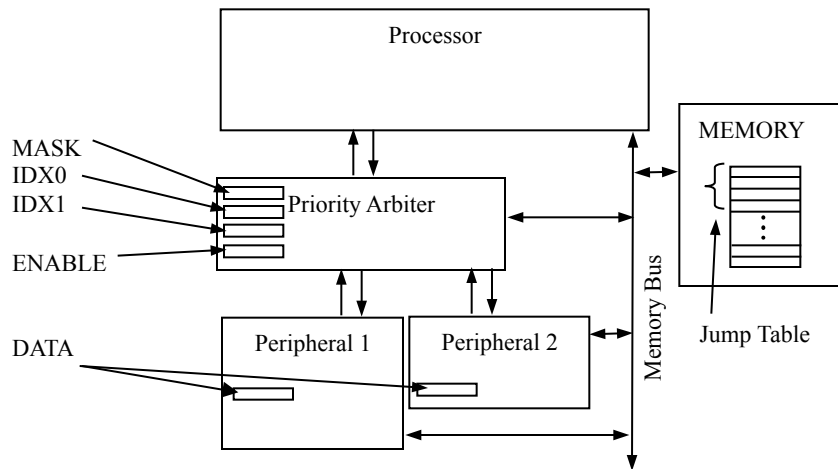 Processor
MEMORY
MASK
IDX0
IDX1
Priority Arbiter
ENABLE
Memory Bus
Jump Table
Peripheral 1
Peripheral 2
DATA